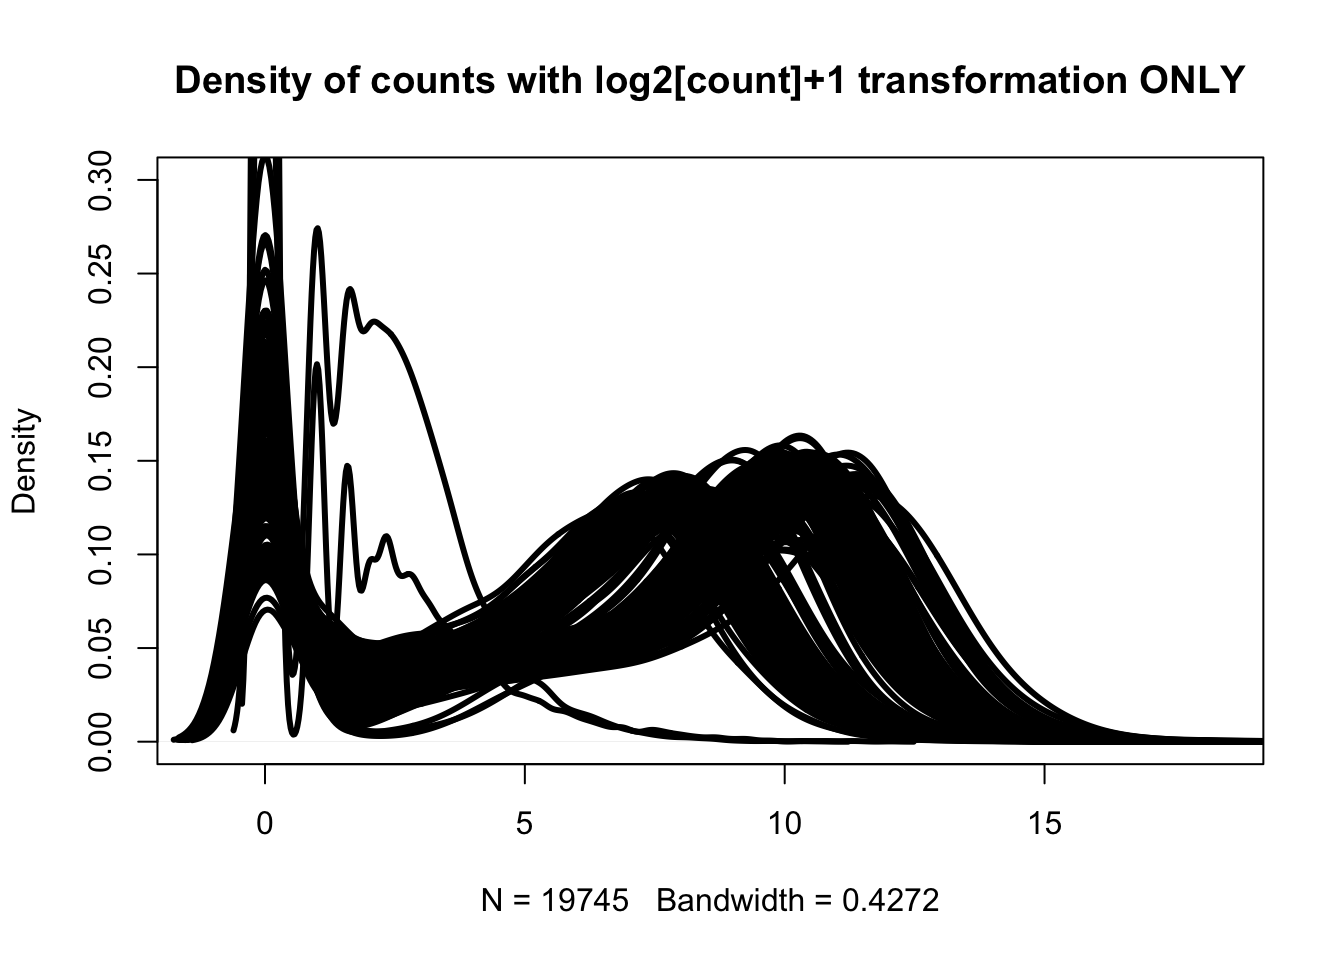 Density of counts with log2[count]+1 transformation ONLY
Density
0.30
0.25
0.20
0.15
0.10
0.05
0.00
0 5 10 15
N = 19745 Bandwidth = 0.4272